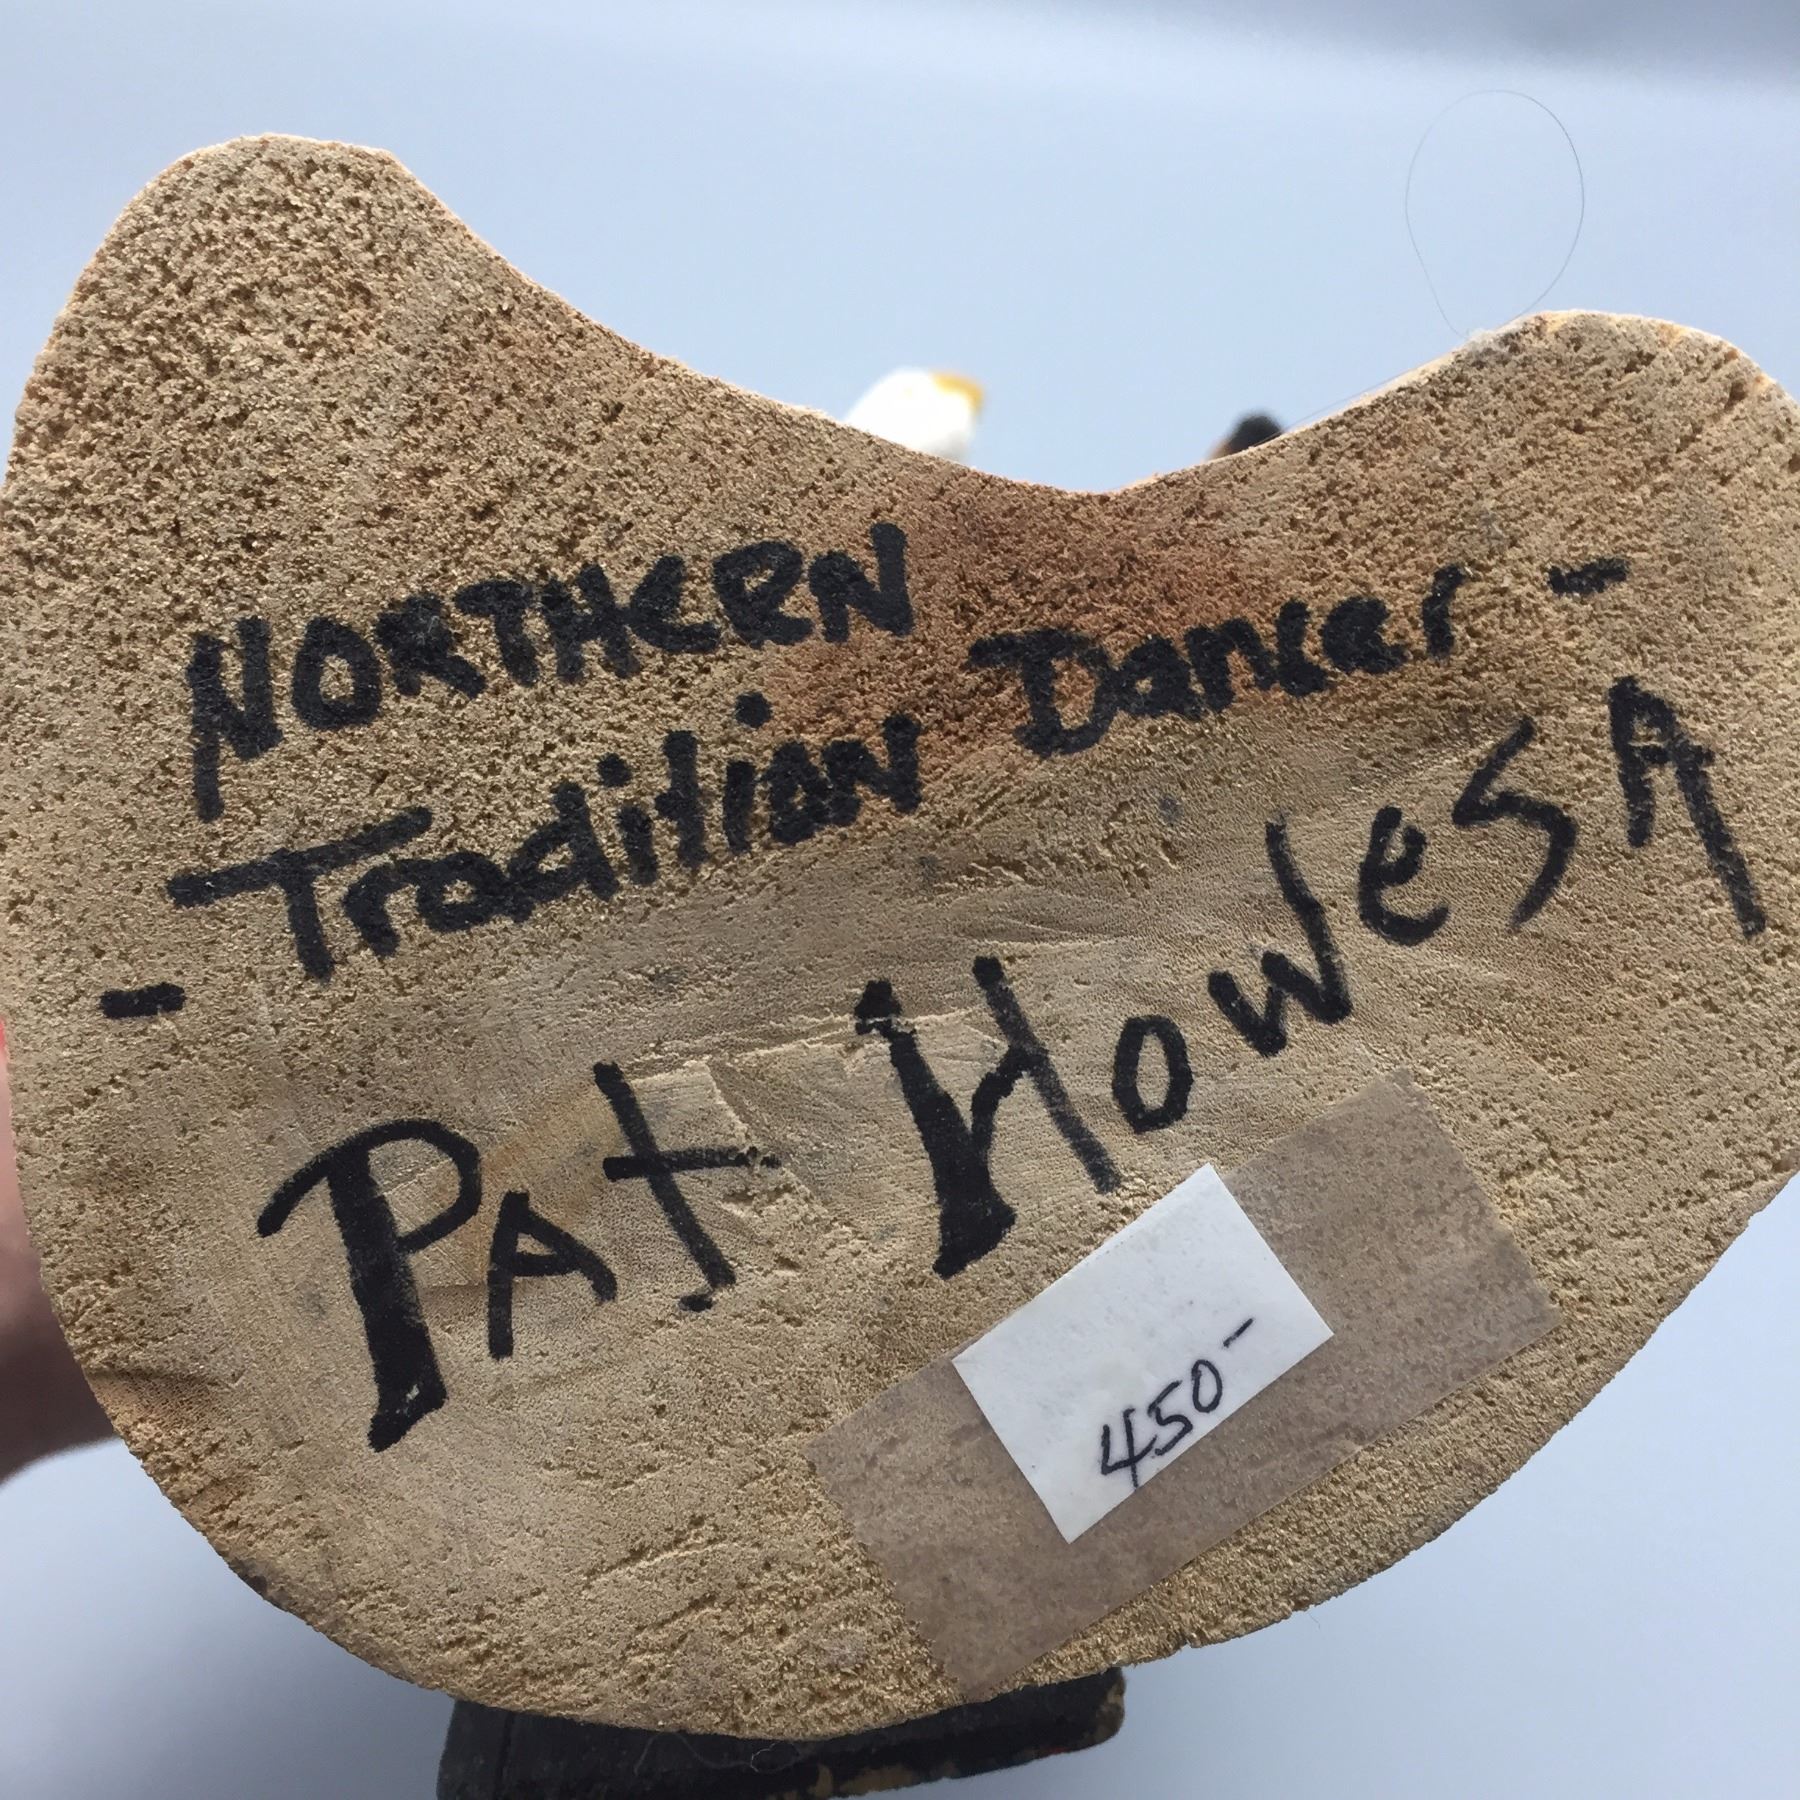 NORTHERN
-Tradition Dancer-
PAt HOWeSA
450-